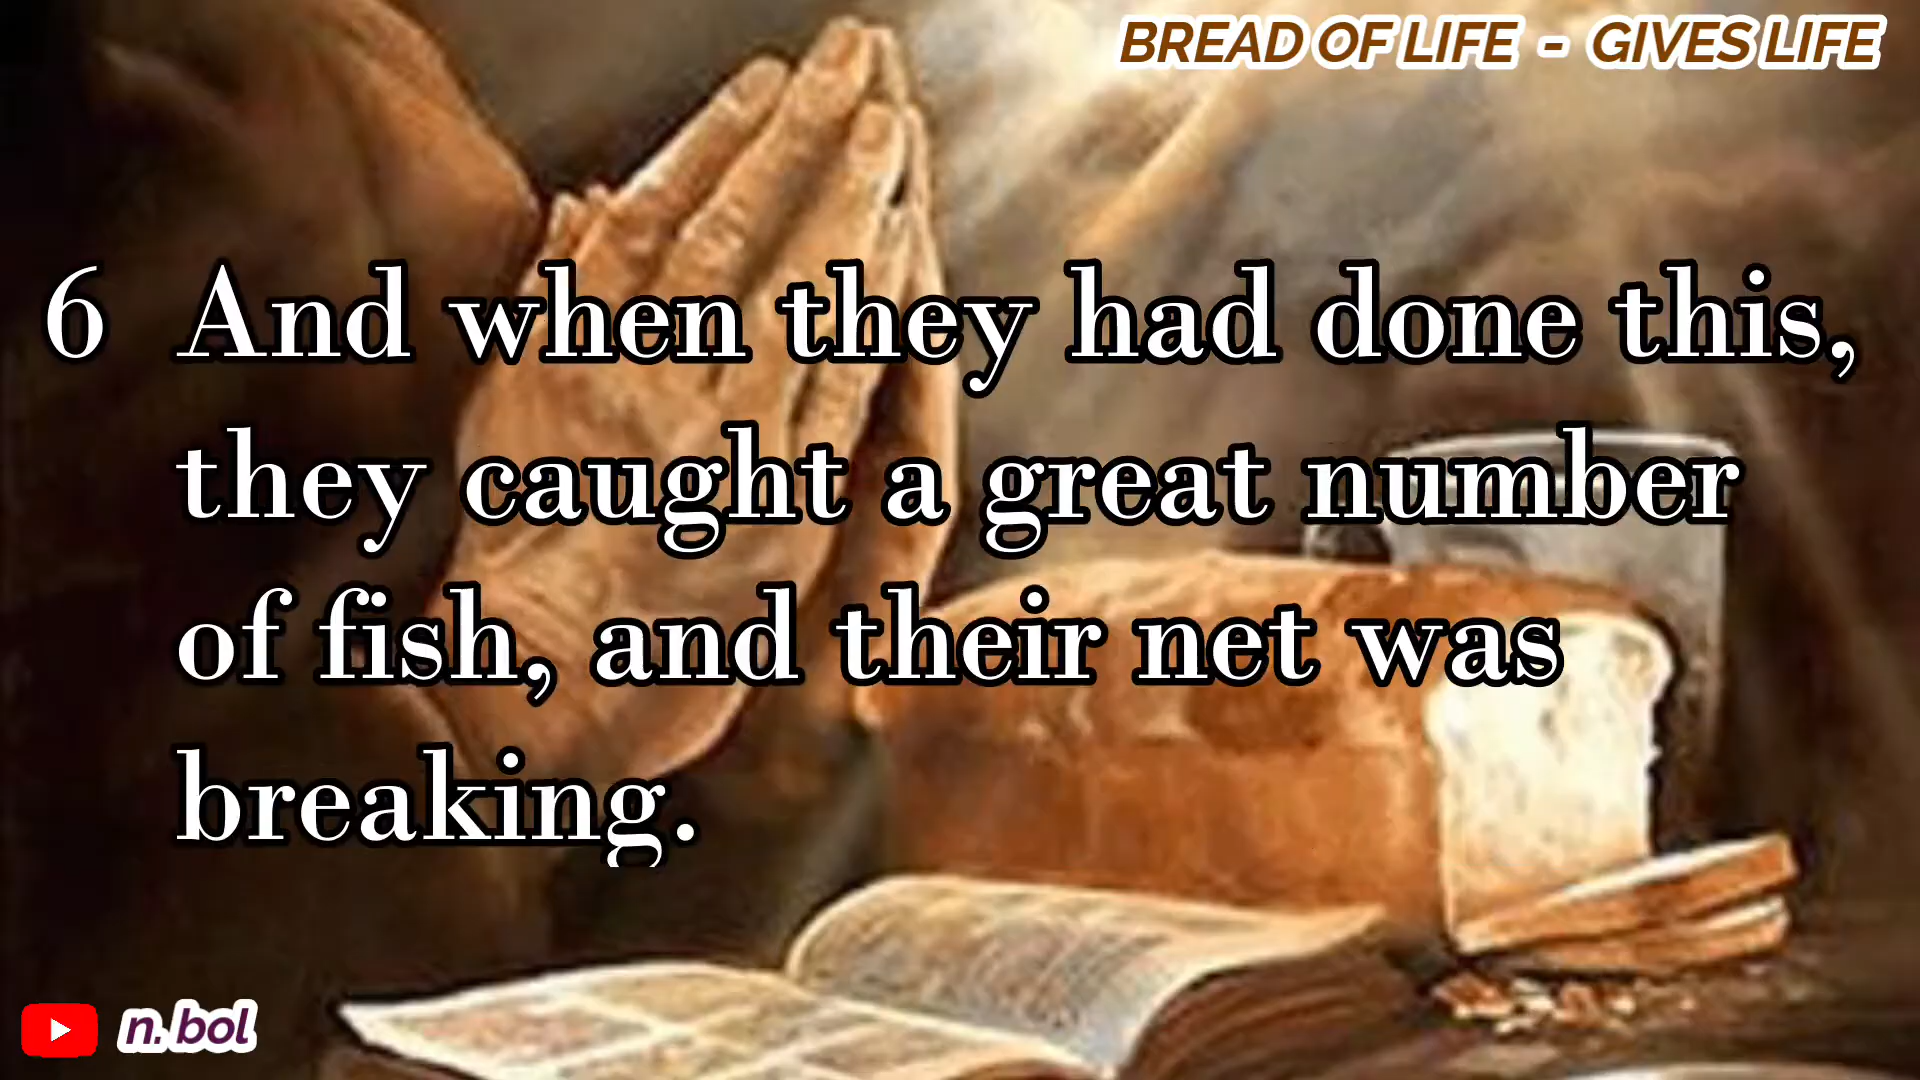 BREAD OF LIFE - GIVES LIFE
6 And when they had done this,
they caught a great number
of fish, and their net was
breaking.
n. bol